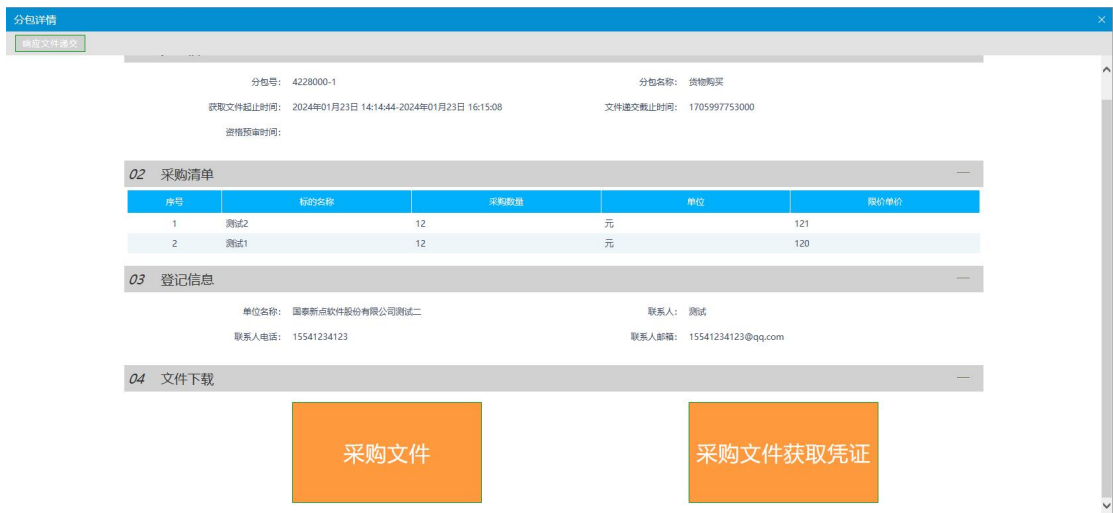 分包详情
响应文件递交
分包号： 4228000-1 分包名称： 货物购买
获取文件起止时间： 2024年01月23日 14:14:44-2024年01月23日 16:15:08 文件递交截止时间： 1705997753000
资格预审时间：
02 采购清单
序号 标的名称 采购数量 单位 限价单价
1 测试2 12 元 121
2 测试1 12 元 120
03 登记信息
单位名称： 国泰新点软件股份有限公司测试二 联系人： 测试
联系人电话： 15541234123 联系人邮箱： 15541234123@qq.com
04 文件下载
采购文件 采购文件获取凭证